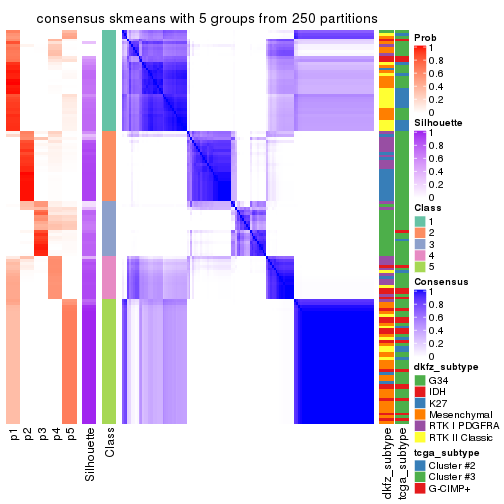 consensus skmeans with 5 groups from 250 partitions
Prob
1
0.8
0.6
0.4
0.2
0
Silhouette
1
0.8
0.6
0.4
0.2
0
Class
1
2
3
4
5
Consensus
1
0.8
0.6
0.4
0.2
0
dkfz_subtype
G34
IDH
K27
Mesenchymal
RTK I PDGFRA
RTK II Classic
tcga_subtype
Cluster #2
Cluster #3
G-CIMP+
p1
p2
p3
p4
p5
Silhouette
Class
dkfz_subtype
tcga_subtype